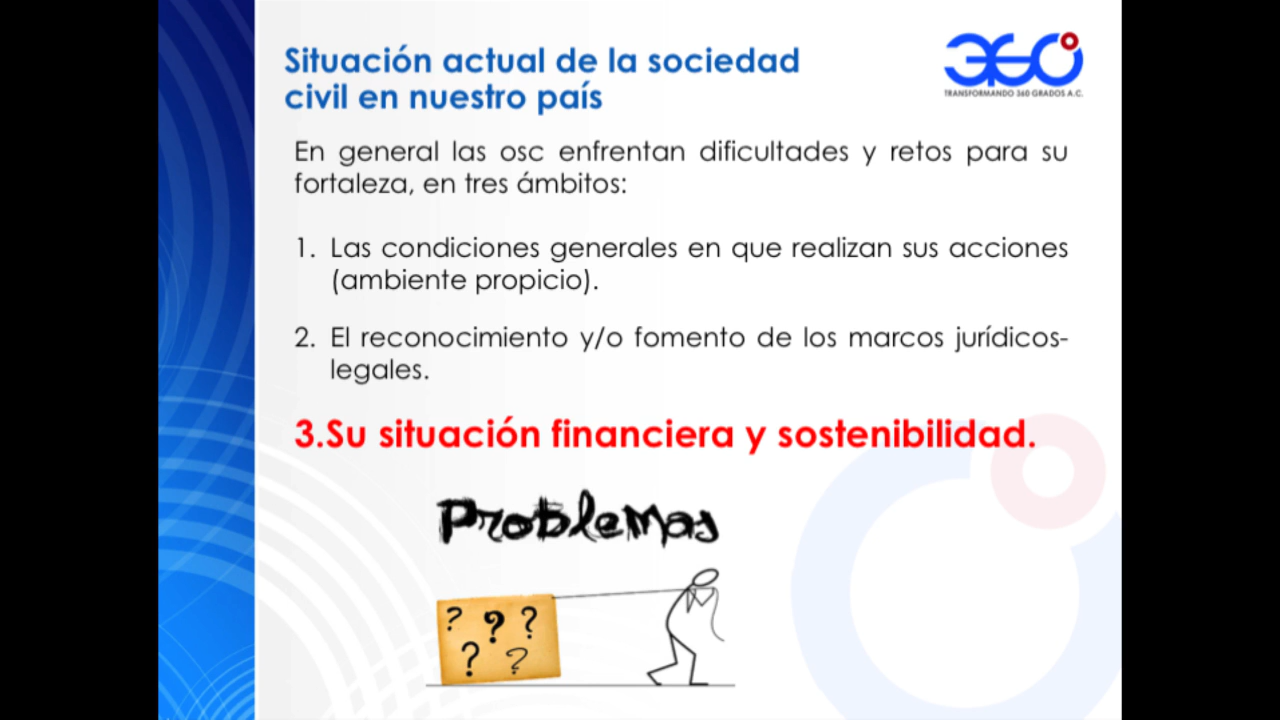 Situación actual de la sociedad
civil en nuestro país
360
TRANSFORMANDO 360 GRADOS A.C.
En general las osc enfrentan dificultades y retos para su
fortaleza, en tres ámbitos:
1. Las condiciones generales en que realizan sus acciones
(ambiente propicio).
2. El reconocimiento y/o fomento de los marcos jurídicos-
legales.
3.Su situación financiera y sostenibilidad.
Problemas
? ? ?
? ?